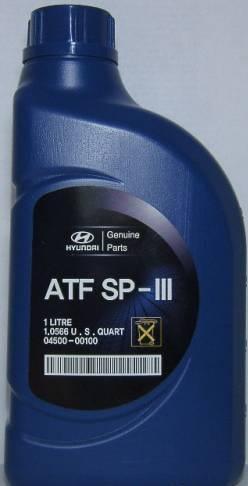 HYUNDAI
Genuine
Parts
ATF SP-III
1 LITRE
1.0566 U . S . QUART
04500-00100